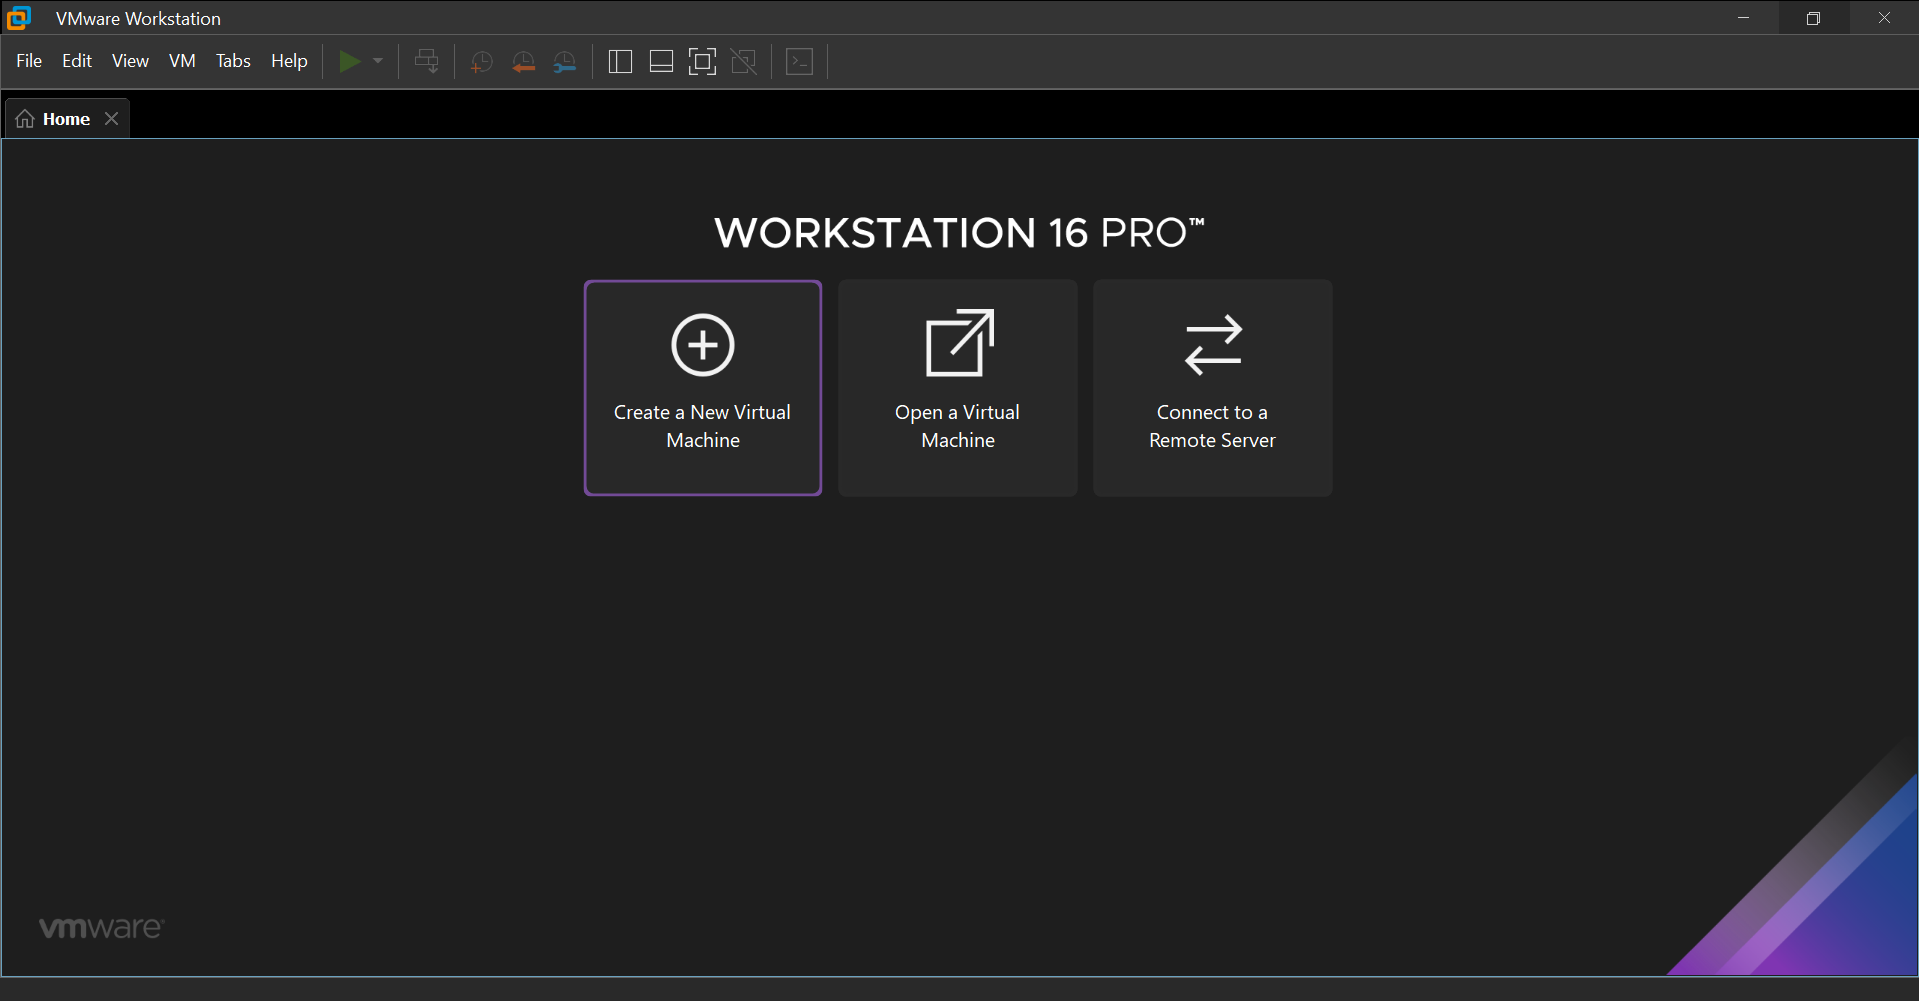 VMware Workstation
File Edit View VM Tabs Help
Home
WORKSTATION 16 PRO™
Create a New Virtual
Machine
Open a Virtual
Machine
Connect to a
Remote Server
vmware®